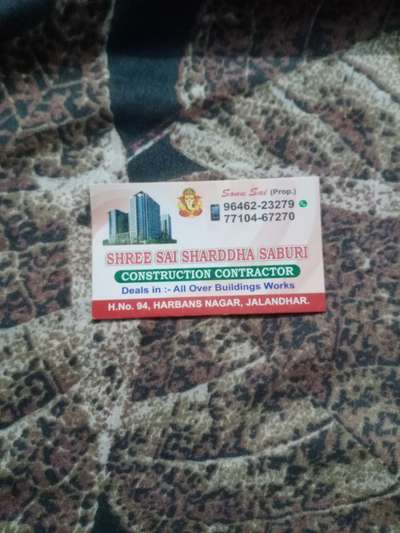 Sonu Sai (Prop.)
96462-23279
77104-67270
SHREE SAI SHARDDHA SABURI
CONSTRUCTION CONTRACTOR
Deals in :- All Over Buildings Works
H.No. 94, HARBANS NAGAR, JALANDHAR.